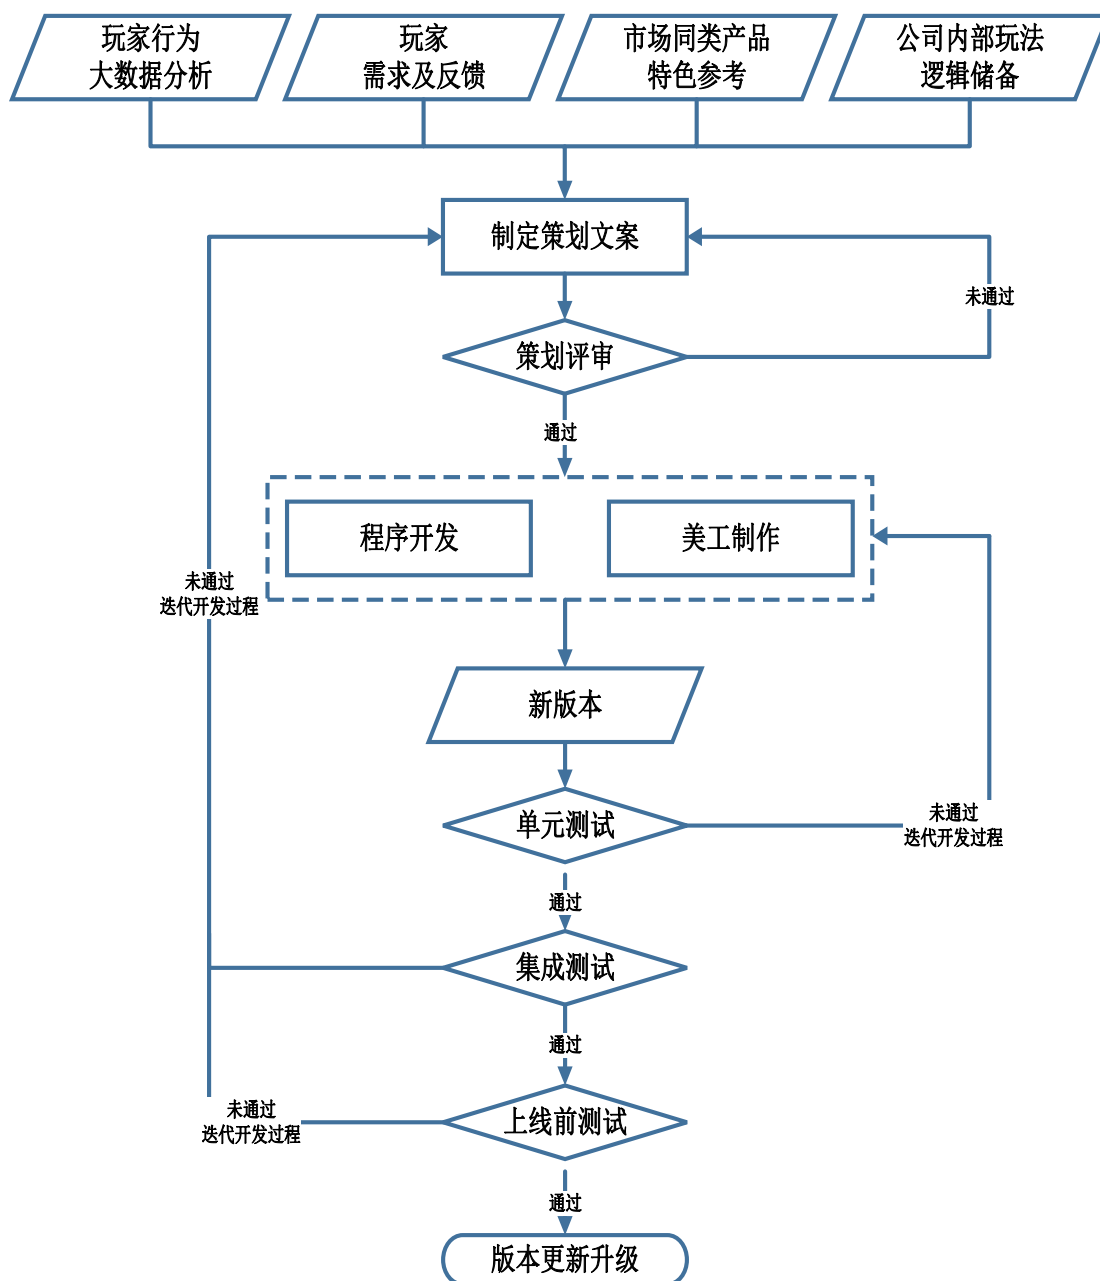 玩家行为
大数据分析
玩家
需求及反馈
市场同类产品
特色参考
公司内部玩法
逻辑储备
制定策划文案
未通过
策划评审
通过
程序开发
美工制作
未通过
迭代开发过程
新版本
单元测试
未通过
迭代开发过程
通过
集成测试
通过
未通过
迭代开发过程
上线前测试
通过
版本更新升级